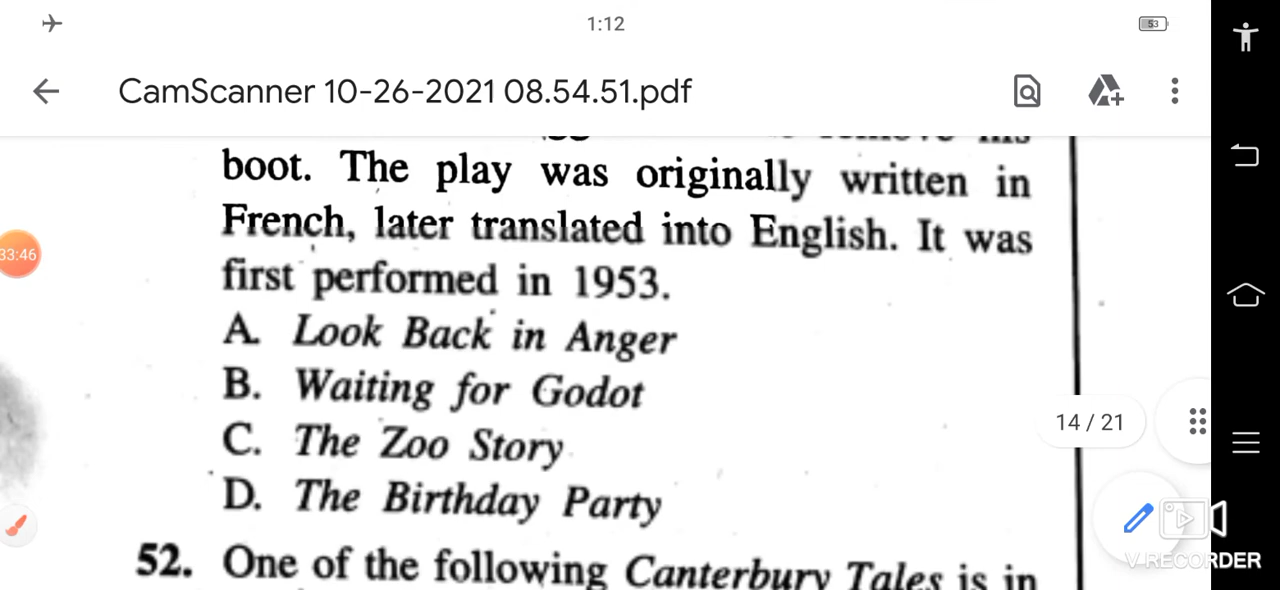 1:12
53
CamScanner 10-26-2021 08.54.51.pdf
boot. The play was originally written in
French, later translated into English. It was
first performed in 1953.
A. Look Back in Anger
B. Waiting for Godot
C. The Zoo Story
D. The Birthday Party
52. One of the following Canterbury Tales is in
33:46
14 / 21
V-RECORDER